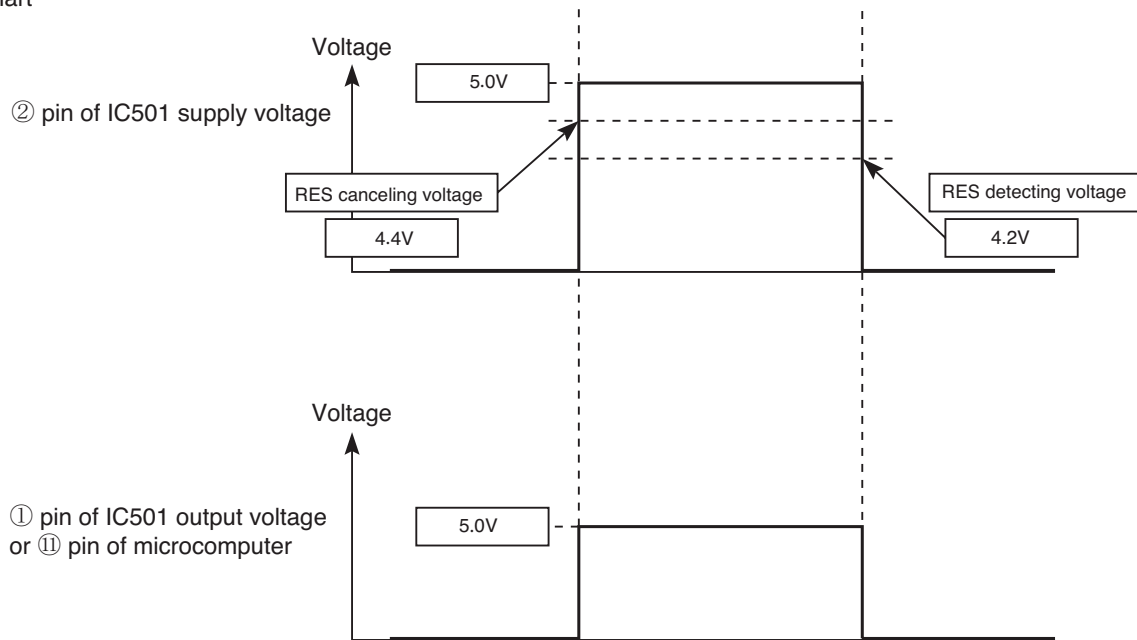 Voltage
5.0V
② pin of IC501 supply voltage
RES canceling voltage
RES detecting voltage
4.4V
4.2V
Voltage
① pin of IC501 output voltage
or ⑪ pin of microcomputer
5.0V